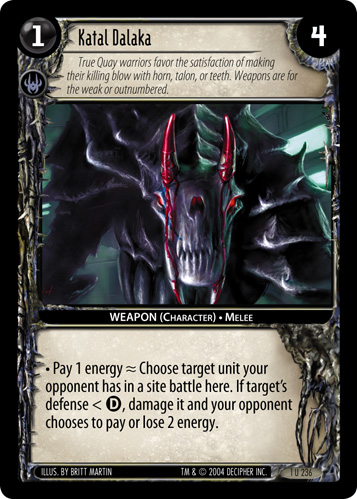 1 Katal Dalaka 4
True Quay warriors favor the satisfaction of making
their killing blow with horn, talon, or teeth. Weapons are for
the weak or outnumbered.
WEAPON (CHARACTER) • MELEE
• Pay 1 energy ≈ Choose target unit your
opponent has in a site battle here. If target's
defense < D, damage it and your opponent
chooses to pay or lose 2 energy.
ILLUS. BY BRITT MARTIN TM & © 2004 DECIPHER INC. 1 U 236